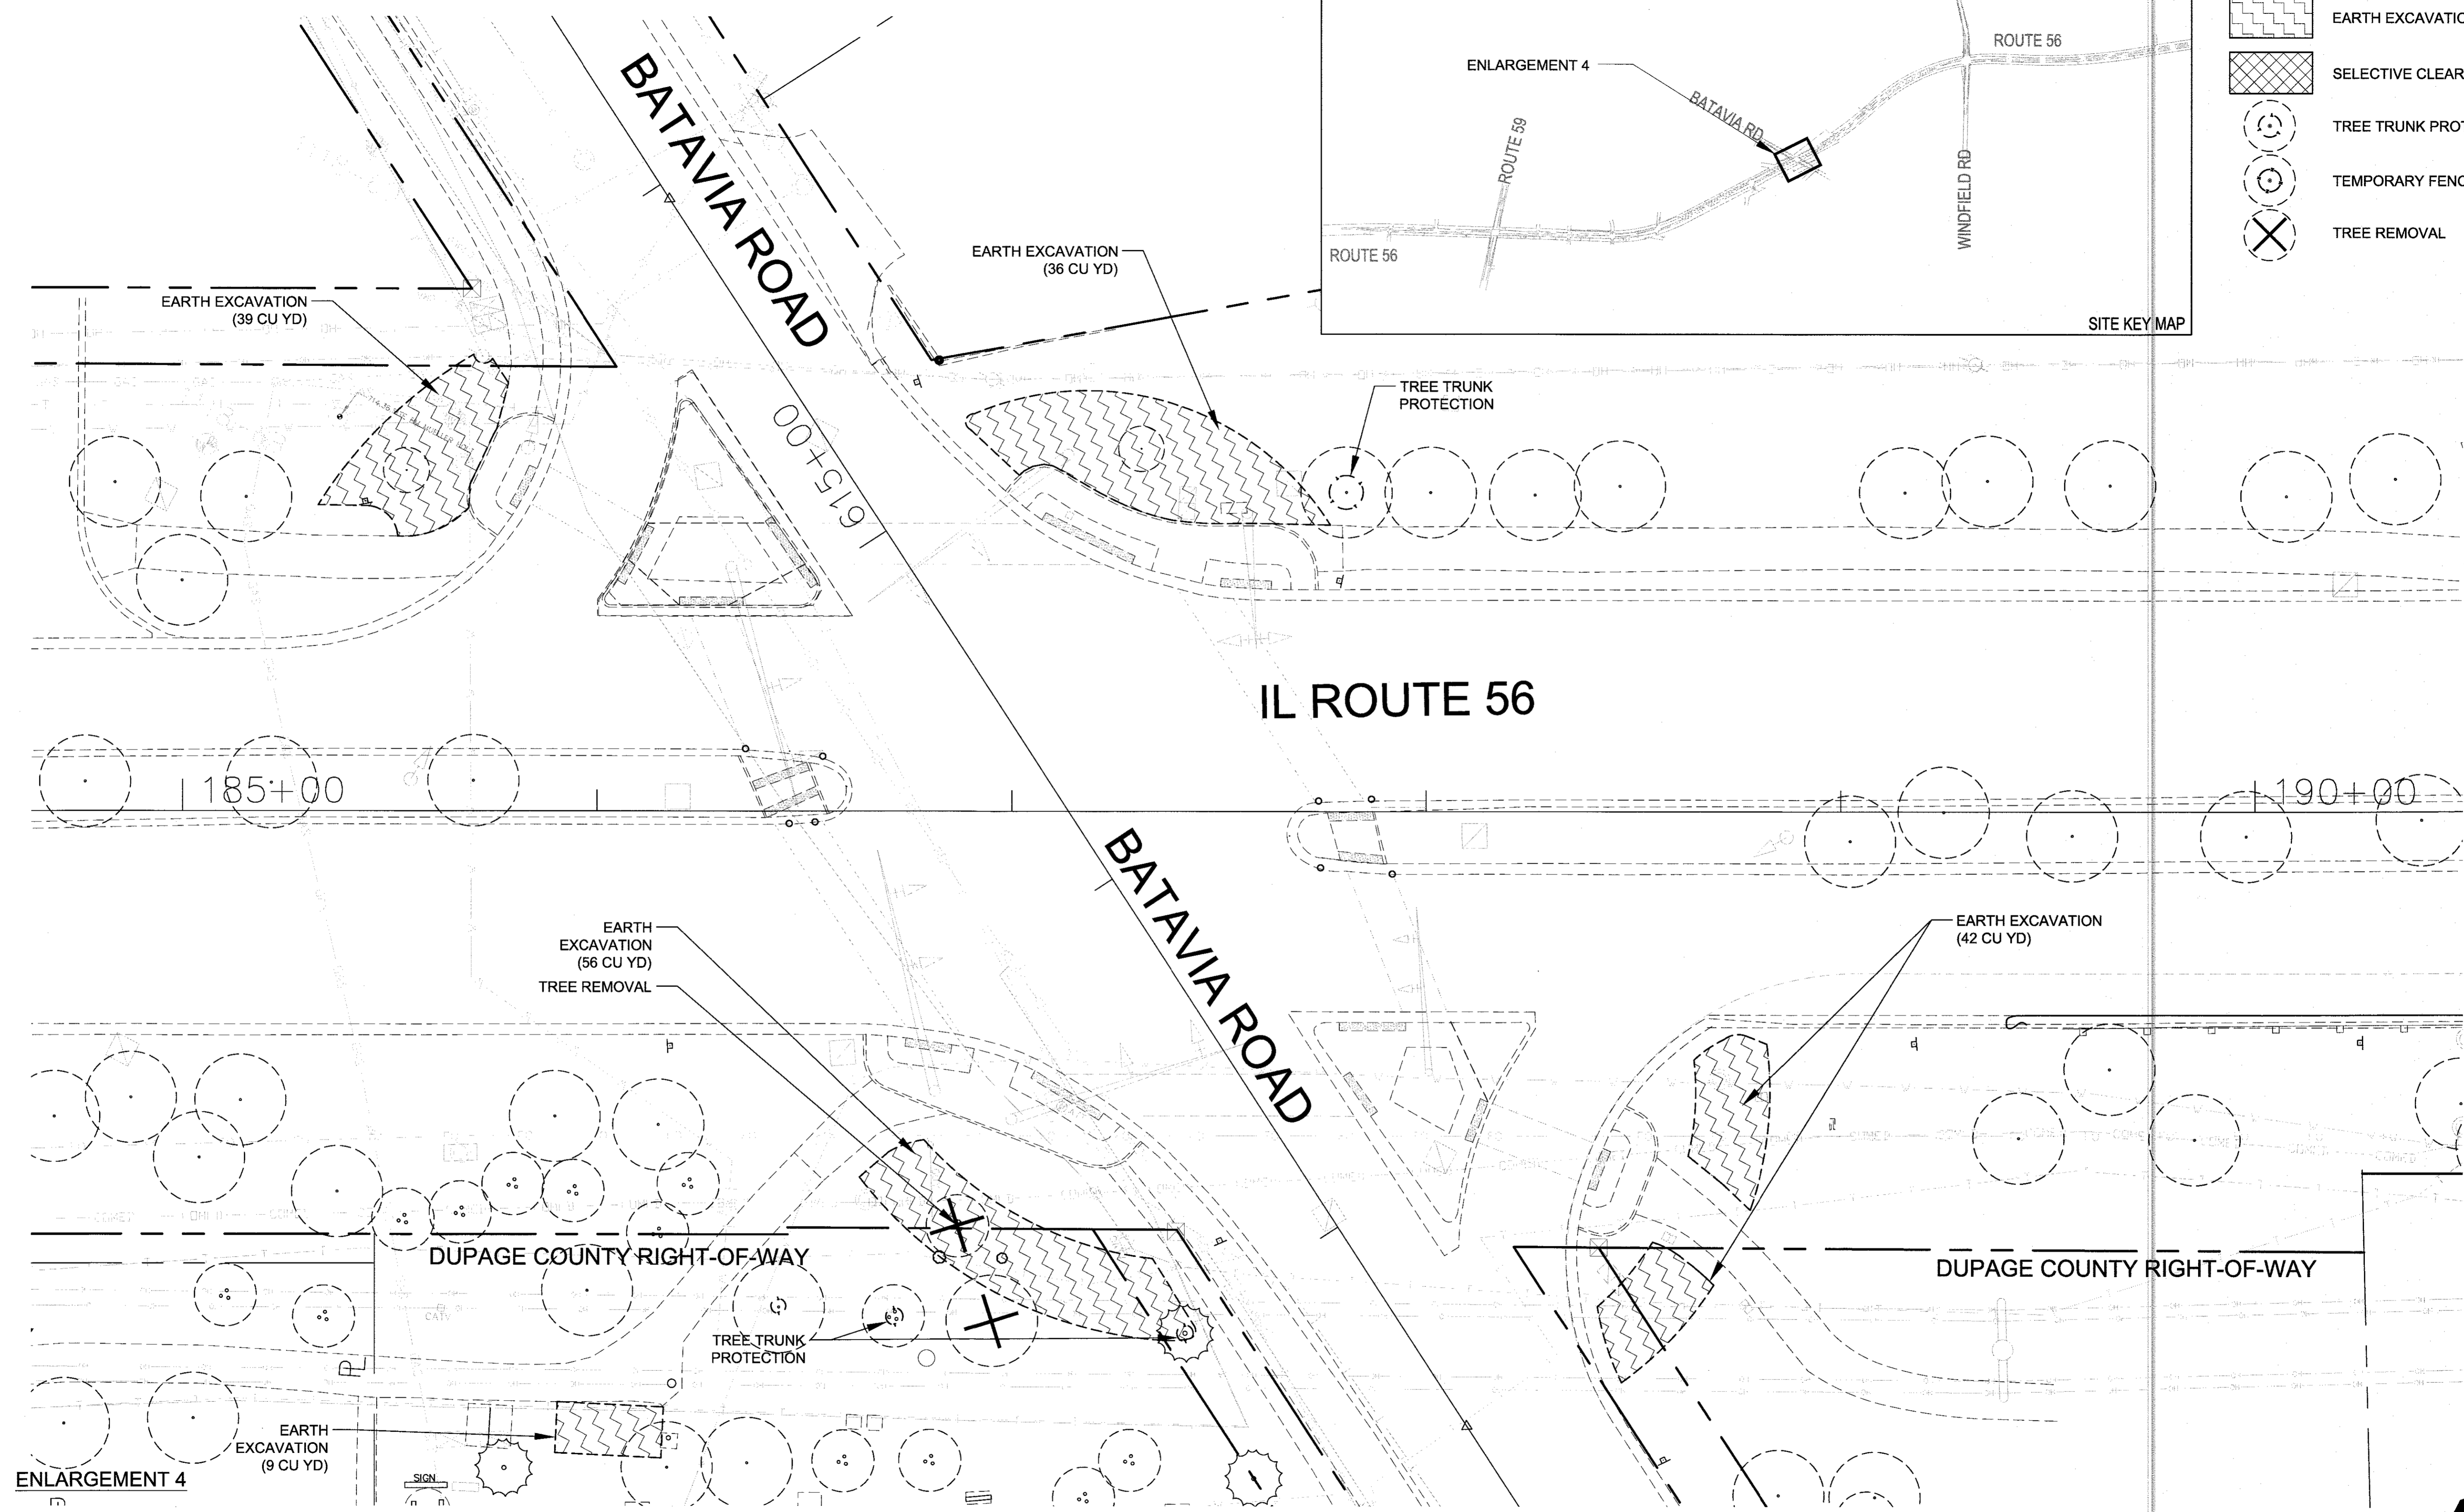 BATAVIA ROAD
ENLARGEMENT 4
ROUTE 56
BATAVIA RD
ROUTE 59
WINDFIELD RD
ROUTE 56
SITE KEY MAP
SELECTIVE
TREE TRUNK
TEMPORARY
TREE REMOVAL
EARTH
EARTH EXCAVATION
(39 CU YD)
EARTH EXCAVATION
(36 CU YD)
TREE TRUNK
PROTECTION
615+00
IL ROUTE 56
185+00
190+00
BATAVIA ROAD
EARTH
EXCAVATION
(56 CU YD)
TREE REMOVAL
EARTH EXCAVATION
(42 CU YD)
DUPAGE COUNTY RIGHT-OF-WAY
DUPAGE COUNTY RIGHT-OF-WAY
TREE TRUNK
PROTECTION
CATV
EARTH
EXCAVATION
(9 CU YD)
SIGN
ENLARGEMENT 4